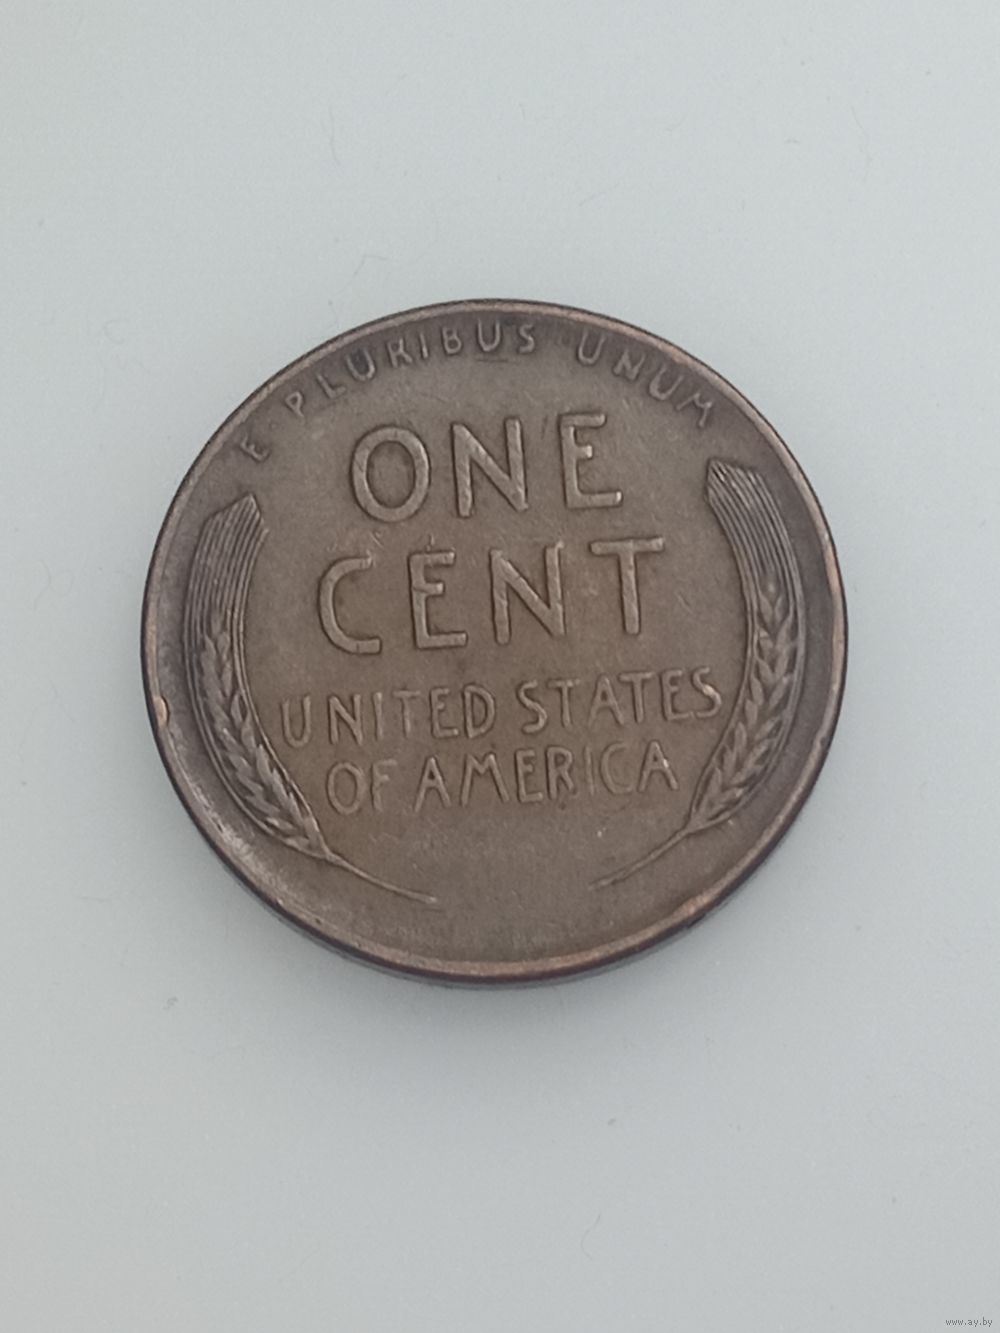 E · PLURIBUS · UNUM
ONE
CENT
UNITED STATES
OF AMERICA
www.ay.by